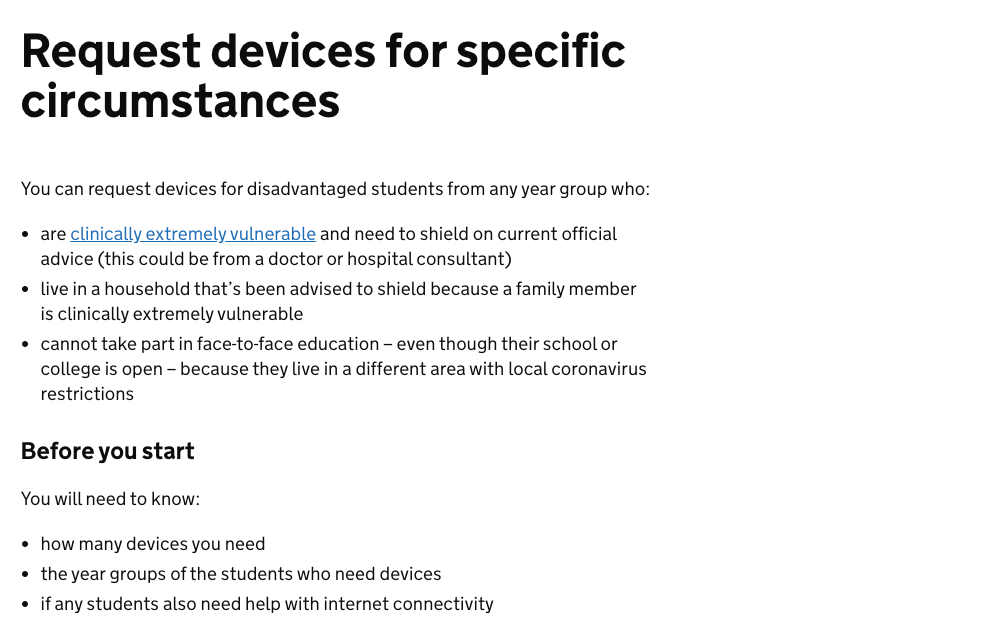 Request devices for specific
circumstances
You can request devices for disadvantaged students from any year group who:
• are clinically extremely vulnerable and need to shield on current official
advice (this could be from a doctor or hospital consultant)
• live in a household that’s been advised to shield because a family member
is clinically extremely vulnerable
• cannot take part in face-to-face education – even though their school or
college is open – because they live in a different area with local coronavirus
restrictions
Before you start
You will need to know:
• how many devices you need
• the year groups of the students who need devices
• if any students also need help with internet connectivity